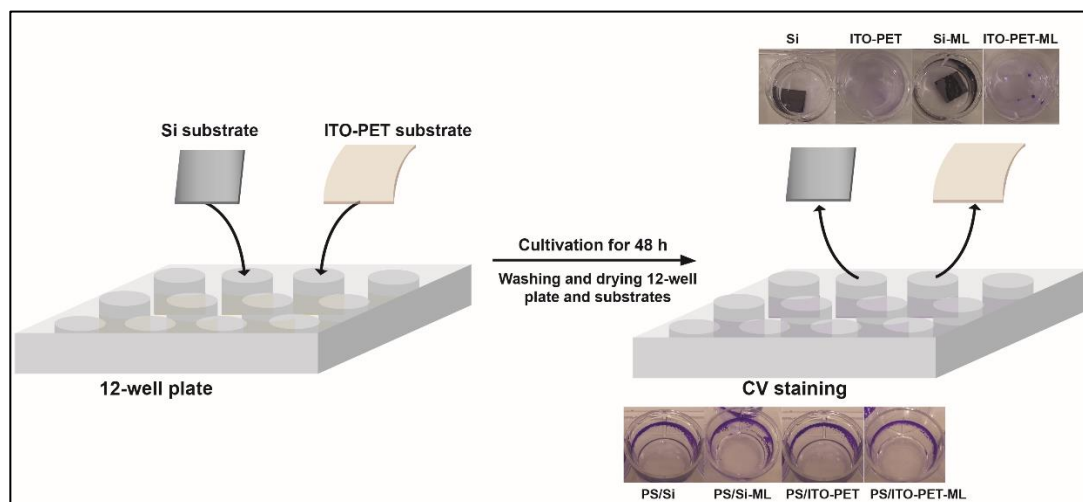 Si ITO-PET Si-ML ITO-PET-ML
Si substrate
ITO-PET substrate
Cultivation for 48 h
Washing and drying 12-well
plate and substrates
12-well plate
CV staining
PS/Si PS/Si-ML PS/ITO-PET PS/ITO-PET-ML